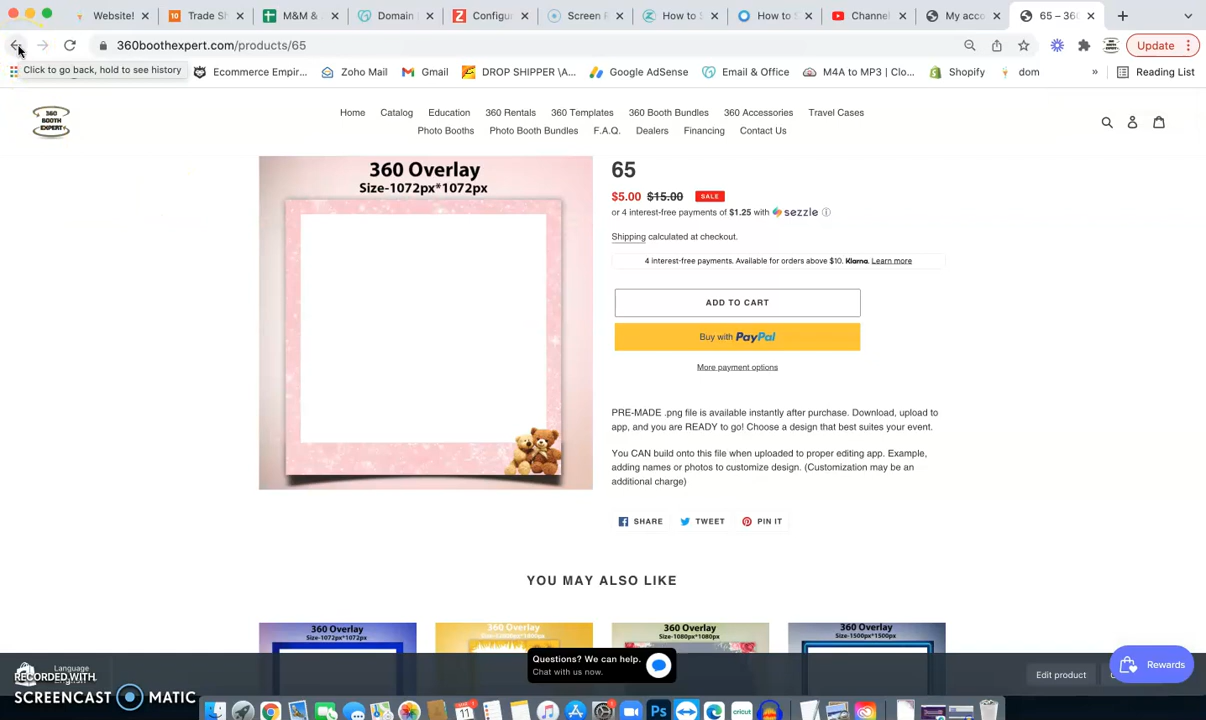 Website!
Trade Sh
M&M &
Domain
Configur
Screen R
How to S
How to S
Channel
My acco
65 – 360
360boothexpert.com/products/65
Update
Click to go back, hold to see history
Ecommerce Empir...
Zoho Mail
Gmail
DROP SHIPPER \A...
Google AdSense
Email & Office
M4A to MP3 | Clo...
Shopify
dom
»
Reading List
360
BOOTH
EXPERT
Home
Catalog
Education
360 Rentals
360 Templates
360 Booth Bundles
360 Accessories
Travel Cases
Photo Booths
Photo Booth Bundles
F.A.Q.
Dealers
Financing
Contact Us
360 Overlay
Size-1072px*1072px
65
$5.00 $15.00 SALE
or 4 interest-free payments of $1.25 with sezzle
Shipping calculated at checkout.
4 interest-free payments. Available for orders above $10. Klarna. Learn more
ADD TO CART
Buy with PayPal
More payment options
PRE-MADE .png file is available instantly after purchase. Download, upload to
app, and you are READY to go! Choose a design that best suites your event.
You CAN build onto this file when uploaded to proper editing app. Example,
adding names or photos to customize design. (Customization may be an
additional charge)
SHARE
TWEET
PIN IT
YOU MAY ALSO LIKE
360 Overlay
Size-1072px*1072px
360 Overlay
360 Overlay
Size-1080px*1080px
360 Overlay
Size-1500px*1500px
Questions? We can help.
Chat with us now.
Language
RECORDED WITH
SCREENCAST MATIC
Edit product
Rewards
11
Ps
cricut